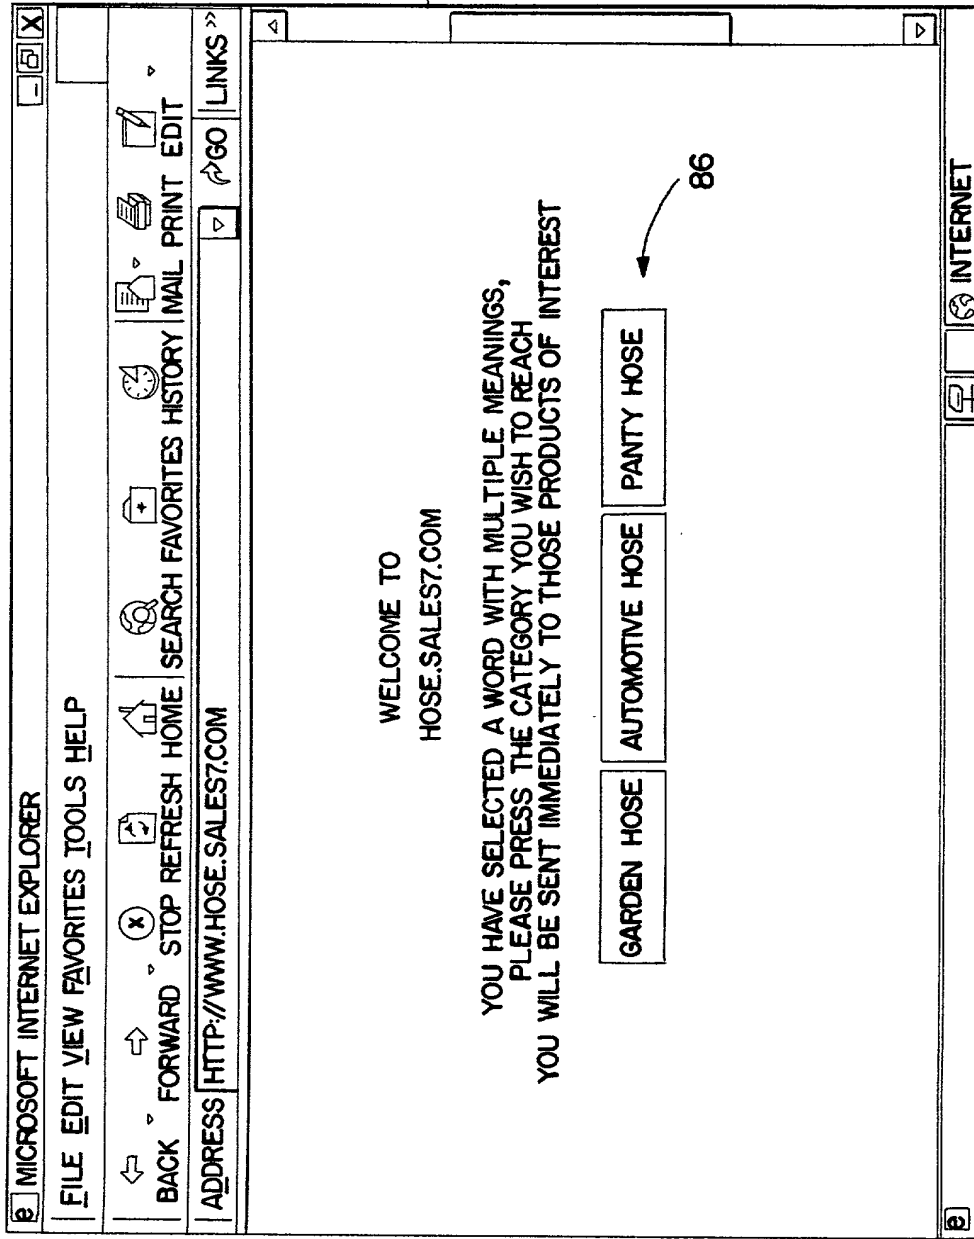 e MICROSOFT INTERNET EXPLORER
FILE EDIT VIEW FAVORITES TOOLS HELP
BACK FORWARD STOP REFRESH HOME SEARCH FAVORITES HISTORY MAIL PRINT EDIT
ADDRESS HTTP://WWW.HOSE.SALES7.COM GO LINKS »
WELCOME TO
HOSE.SALES7.COM
YOU HAVE SELECTED A WORD WITH MULTIPLE MEANINGS,
PLEASE PRESS THE CATEGORY YOU WISH TO REACH
YOU WILL BE SENT IMMEDIATELY TO THOSE PRODUCTS OF INTEREST
GARDEN HOSE AUTOMOTIVE HOSE PANTY HOSE
86
e INTERNET